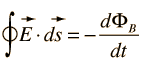 ∮E⃗ · ds⃗ = − dΦ_B / dt